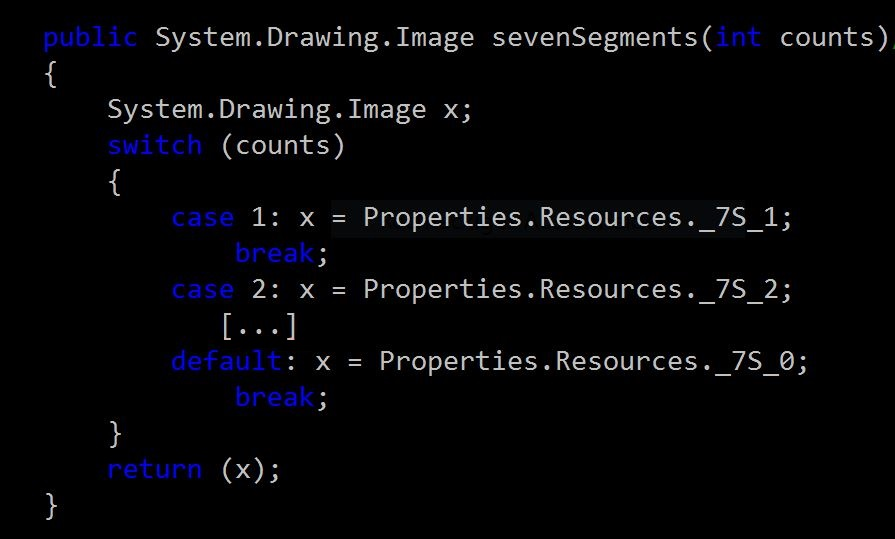 public System.Drawing.Image sevenSegments(int counts)
{
System.Drawing.Image x;
switch (counts)
{
case 1: x = Properties.Resources._7S_1;
break;
case 2: x = Properties.Resources._7S_2;
[...]
default: x = Properties.Resources._7S_0;
break;
}
return (x);
}